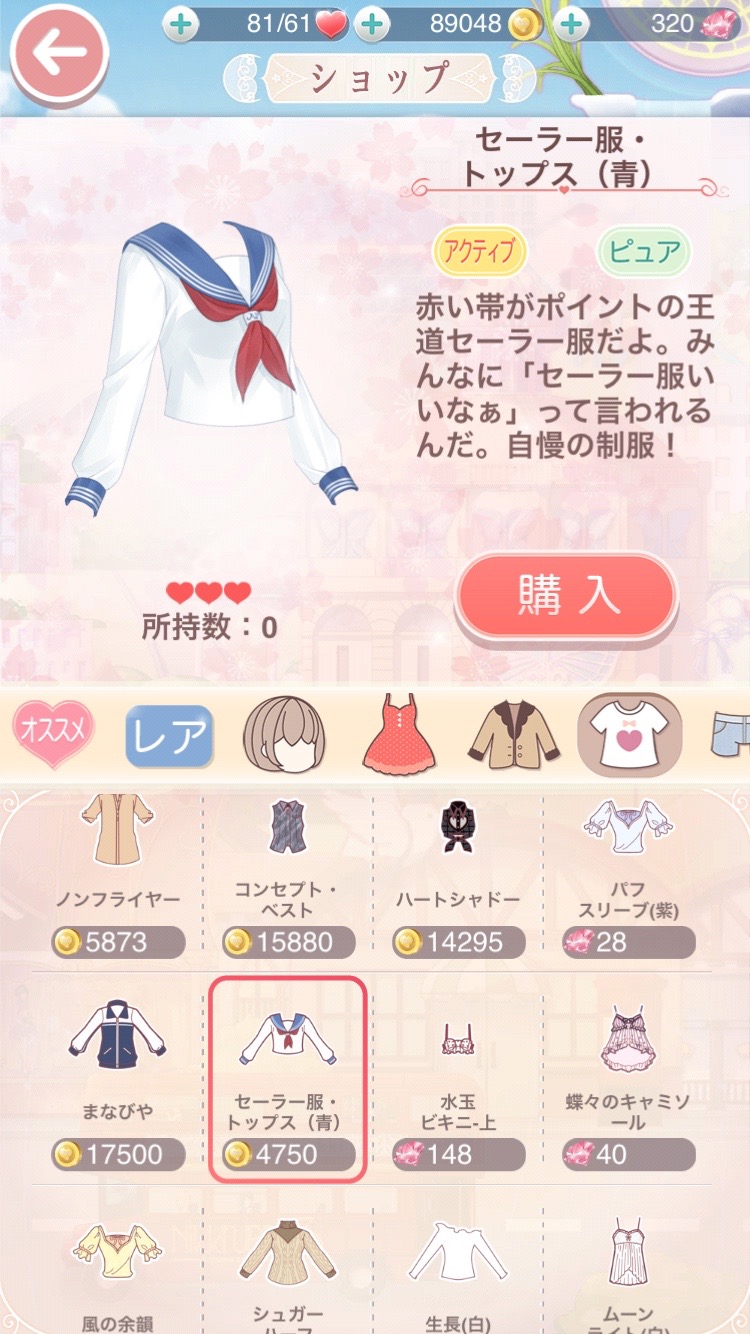 81/61
89048
320
ショップ
セーラー服・
トップス（青）
アクティブ
ピュア
赤い帯がポイントの王
道セーラー服だよ。み
んなに「セーラー服い
いなぁ」って言われる
んだ。自慢の制服！
所持数：0
購入
オススメ
レア
ノンフライヤー
コンセプト・
ベスト
ハートシャドー
パフ
スリーブ(紫)
5873
15880
14295
28
まなびや
セーラー服・
トップス（青）
水玉
ビキニ-上
蝶々のキャミソ
ール
17500
4750
148
40
風の余韻
シュガー
ハーフ
生長(白)
ムーン
ライト(白)